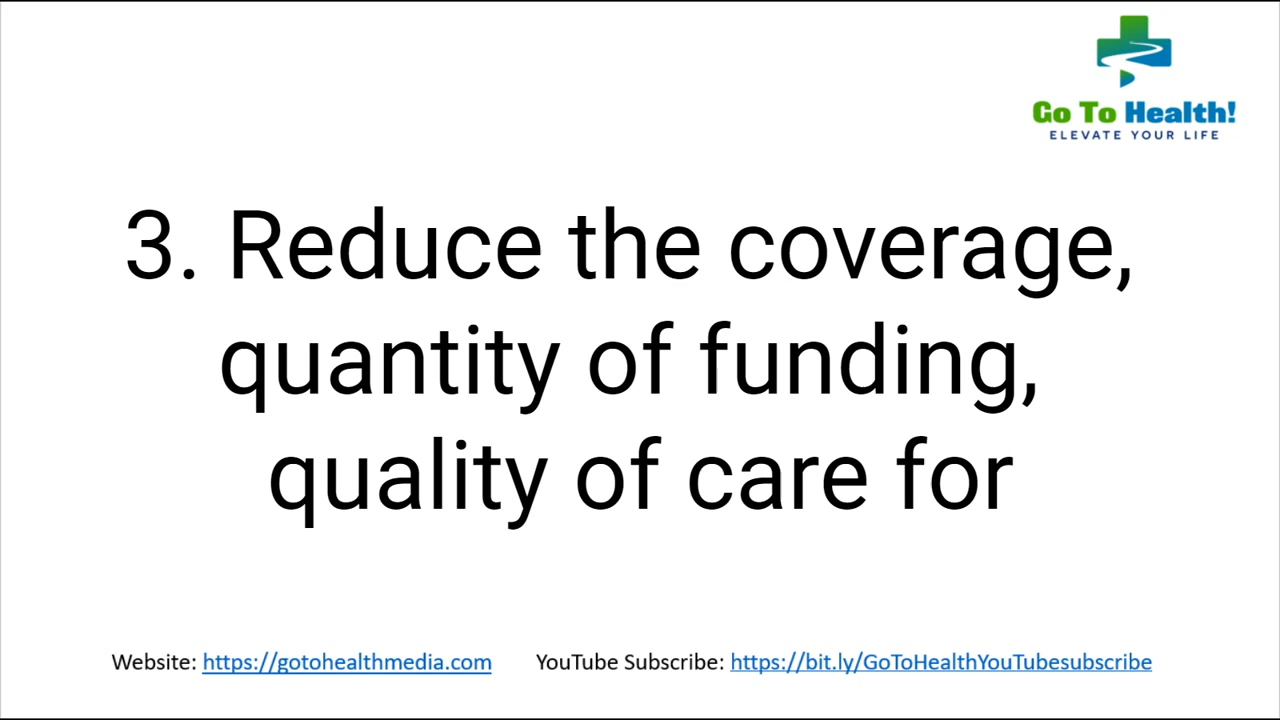 Go To Health!
ELEVATE YOUR LIFE
3. Reduce the coverage,
quantity of funding,
quality of care for
Website: https://gotohealthmedia.com YouTube Subscribe: https://bit.ly/GoToHealthYouTubesubscribe